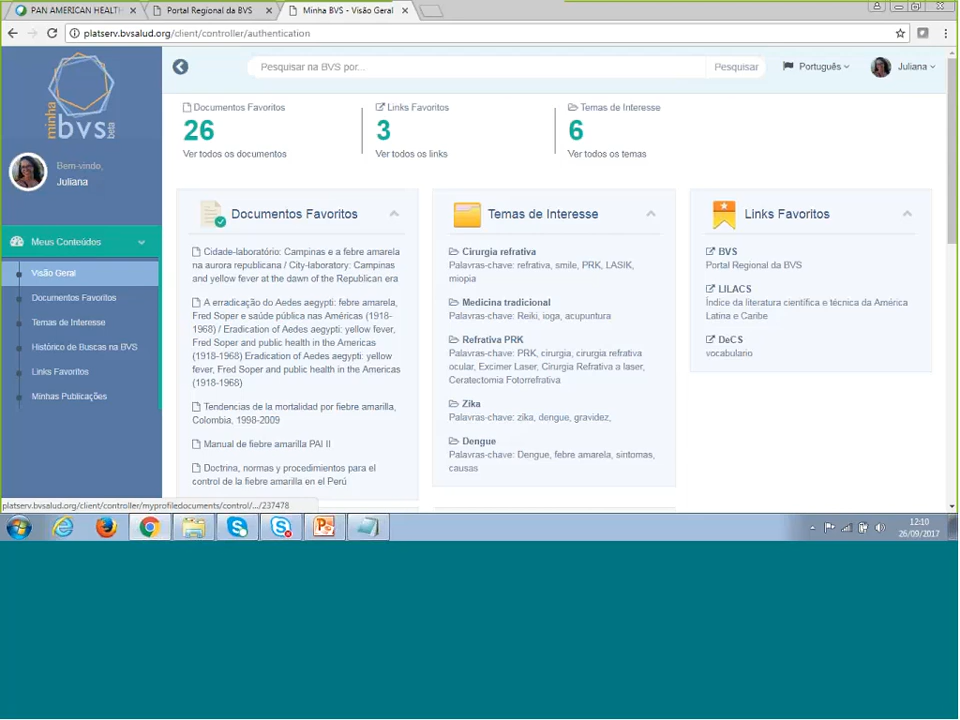 PAN AMERICAN HEALTH
Portal Regional da BVS
Minha BVS - Visão Geral
platserv.bvsalud.org/client/controller/authentication
minha
bvs
beta
Pesquisar na BVS por...
Pesquisar
Português
Juliana
Bem-vindo,
Juliana
Meus Conteúdos
Visão Geral
Documentos Favoritos
Temas de Interesse
Histórico de Buscas na BVS
Links Favoritos
Minhas Publicações
Documentos Favoritos
26
Ver todos os documentos
Links Favoritos
3
Ver todos os links
Temas de Interesse
6
Ver todos os temas
Documentos Favoritos
Cidade-laboratório: Campinas e a febre amarela
na aurora republicana / City-laboratory: Campinas
and yellow fever at the dawn of the Republican era
A erradicação do Aedes aegypti: febre amarela,
Fred Soper e saúde pública nas Américas (1918-
1968) / Eradication of Aedes aegypti: yellow fever,
Fred Soper and public health in the Americas
(1918-1968) Eradication of Aedes aegypti: yellow
fever, Fred Soper and public health in the Americas
(1918-1968)
Tendencias de la mortalidad por fiebre amarilla,
Colombia, 1998-2009
Manual de fiebre amarilla PAI II
Doctrina, normas y procedimientos para el
control de la fiebre amarilla en el Perú
Temas de Interesse
Cirurgia refrativa
Palavras-chave: refrativa, smile, PRK, LASIK,
miopia
Medicina tradicional
Palavras-chave: Reiki, ioga, acupuntura
Refrativa PRK
Palavras-chave: PRK, cirurgia, cirurgia refrativa
ocular, Excimer Laser, Cirurgia Refrativa a laser,
Ceratectomia Fotorrefrativa
Zika
Palavras-chave: zika, dengue, gravidez,
Dengue
Palavras-chave: Dengue, febre amarela, sintomas,
causas
Links Favoritos
BVS
Portal Regional da BVS
LILACS
Índice da literatura científica e técnica da América
Latina e Caribe
DeCS
vocabulario
platserv.bvsalud.org/client/controller/myprofiledocuments/control/.../237478
12:10
26/09/2017